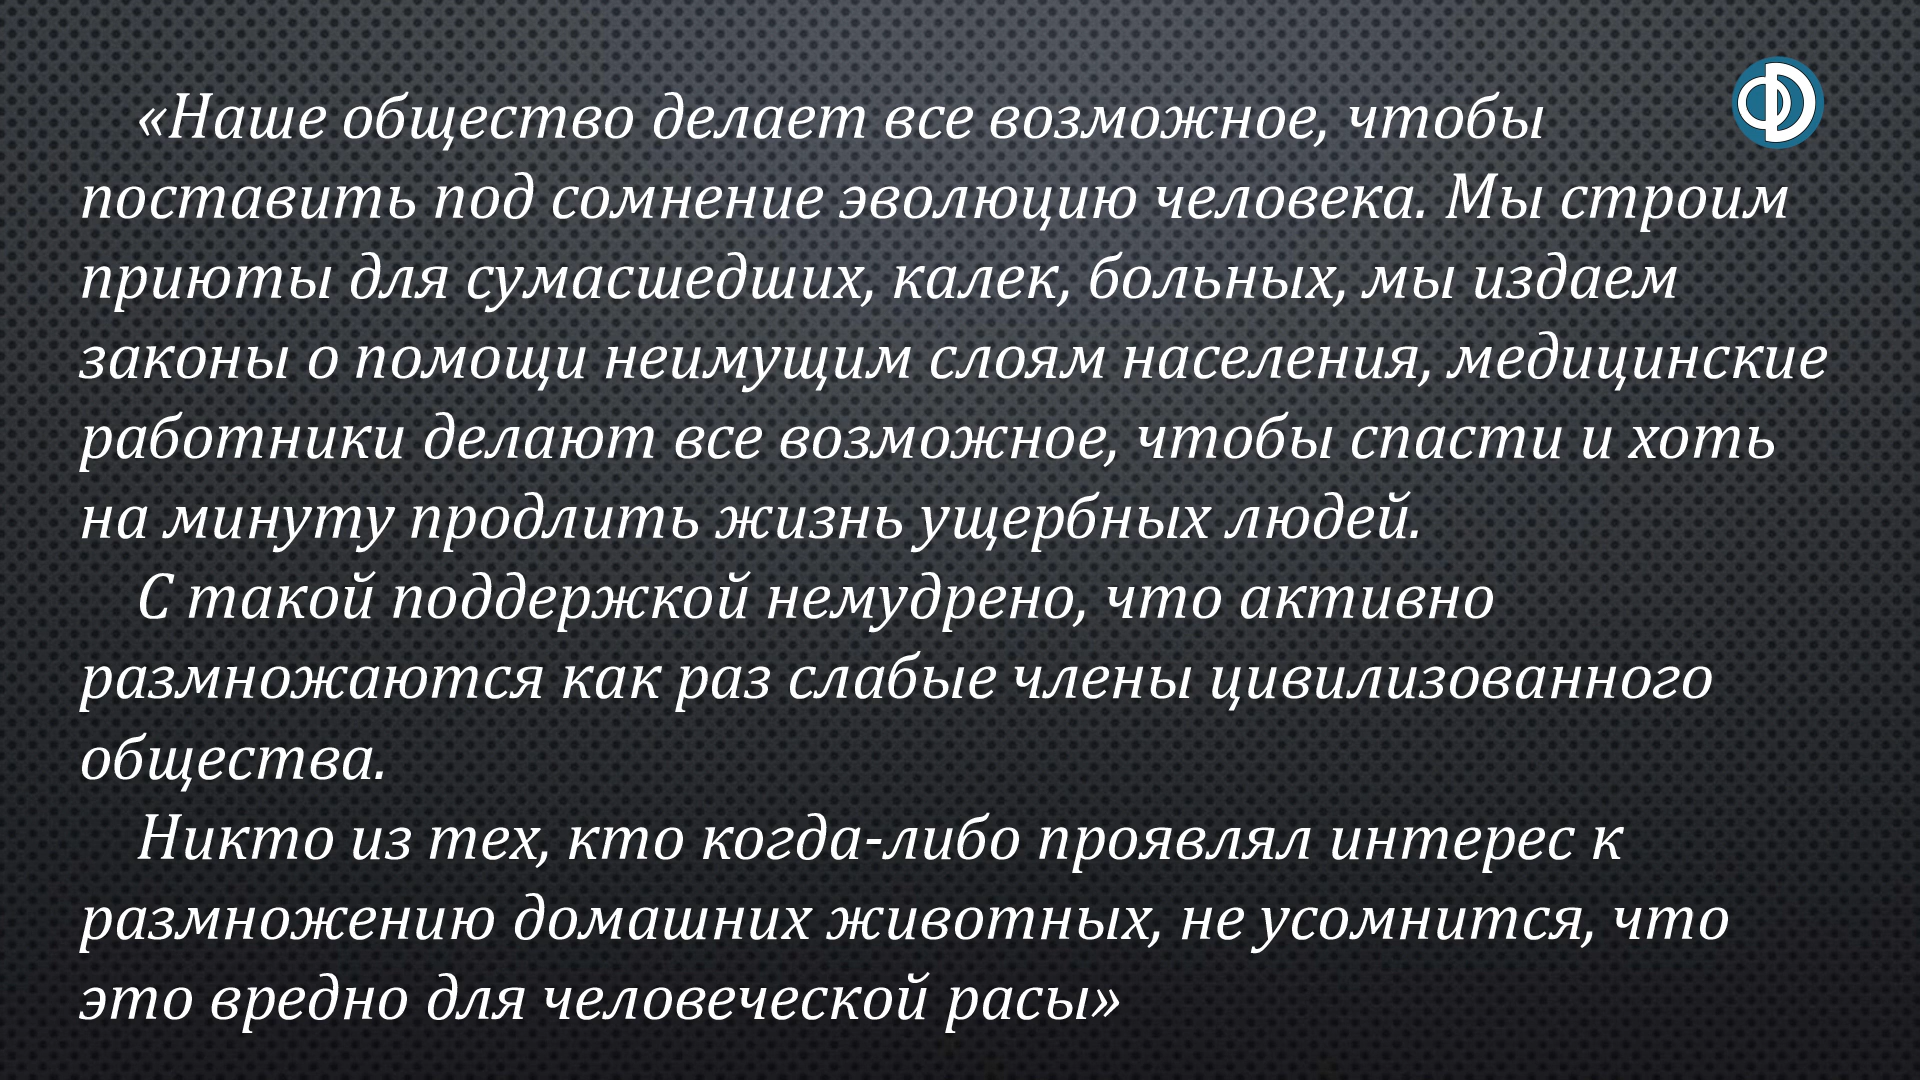 «Наше общество делает все возможное, чтобы
поставить под сомнение эволюцию человека. Мы строим
приюты для сумасшедших, калек, больных, мы издаем
законы о помощи неимущим слоям населения, медицинские
работники делают все возможное, чтобы спасти и хоть
на минуту продлить жизнь ущербных людей.
С такой поддержкой немудрено, что активно
размножаются как раз слабые члены цивилизованного
общества.
Никто из тех, кто когда-либо проявлял интерес к
размножению домашних животных, не усомнится, что
это вредно для человеческой расы»